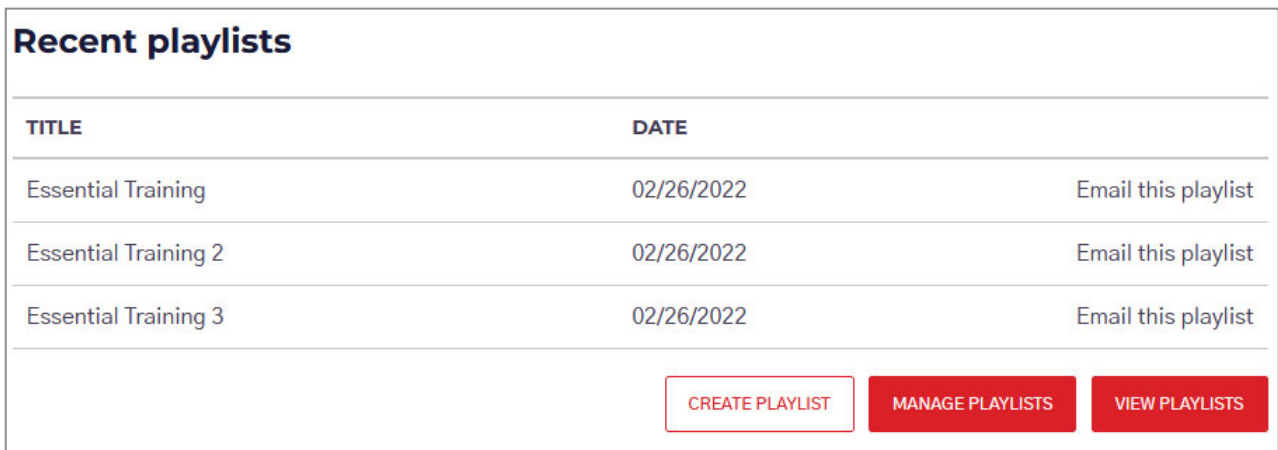 Recent playlists
TITLE DATE
Essential Training 02/26/2022 Email this playlist
Essential Training 2 02/26/2022 Email this playlist
Essential Training 3 02/26/2022 Email this playlist
CREATE PLAYLIST MANAGE PLAYLISTS VIEW PLAYLISTS